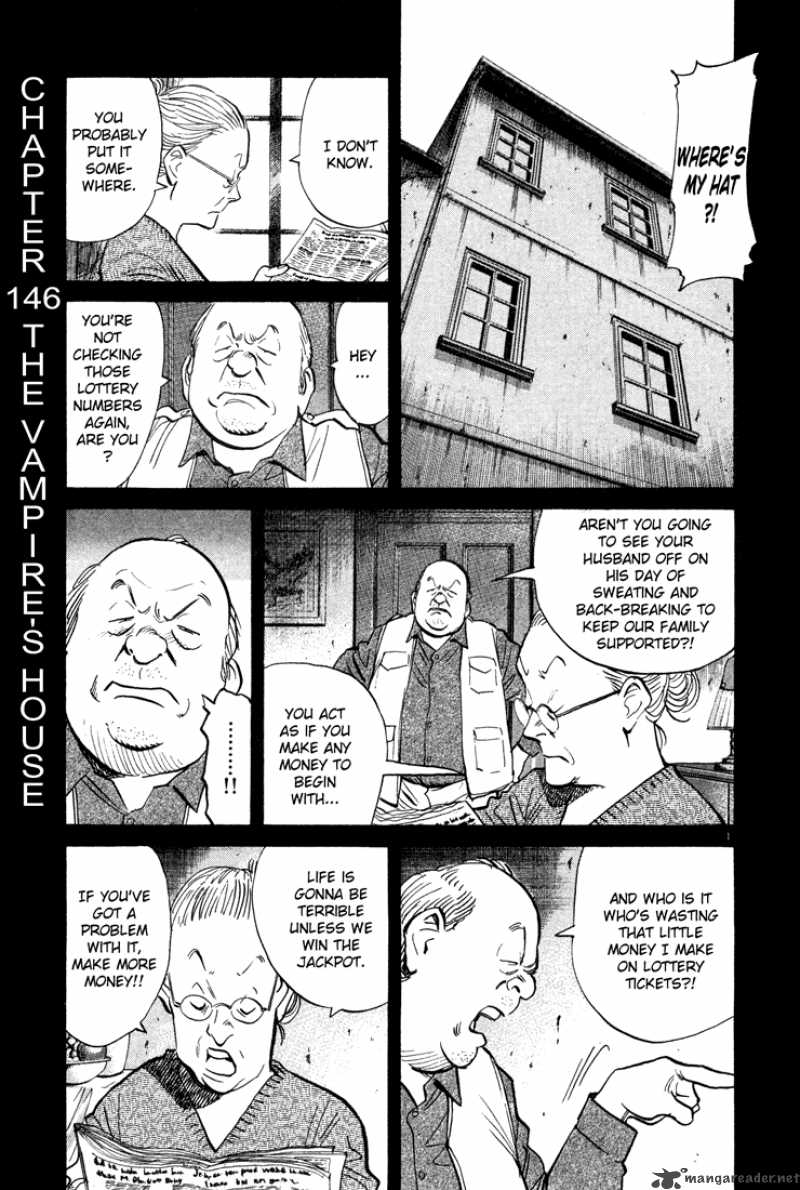 CHAPTER 146 THE VAMPIRE'S HOUSE
WHERE'S
MY HAT
?!
I DON'T
KNOW.
YOU
PROBABLY
PUT IT
SOME-
WHERE.
HEY
...
YOU'RE
NOT
CHECKING
THOSE
LOTTERY
NUMBERS
AGAIN,
ARE YOU
?
AREN'T YOU GOING
TO SEE YOUR
HUSBAND OFF ON
HIS DAY OF
SWEATING AND
BACK-BREAKING TO
KEEP OUR FAMILY
SUPPORTED?!
YOU ACT
AS IF YOU
MAKE ANY
MONEY TO
BEGIN
WITH...
........!!
1
AND WHO IS IT
WHO'S WASTING
THAT LITTLE
MONEY I MAKE
ON LOTTERY
TICKETS?!
LIFE IS
GONNA BE
TERRIBLE
UNLESS WE
WIN THE
JACKPOT.
IF YOU'VE
GOT A
PROBLEM
WITH IT,
MAKE MORE
MONEY!!
mangareader.net